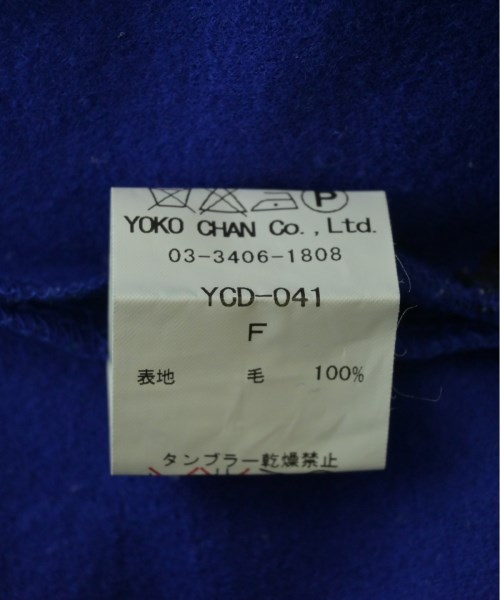 P
YOKO CHAN Co., Ltd.
03-3406-1808
YCD-041
F
表地 毛 100%
タンブラー乾燥禁止